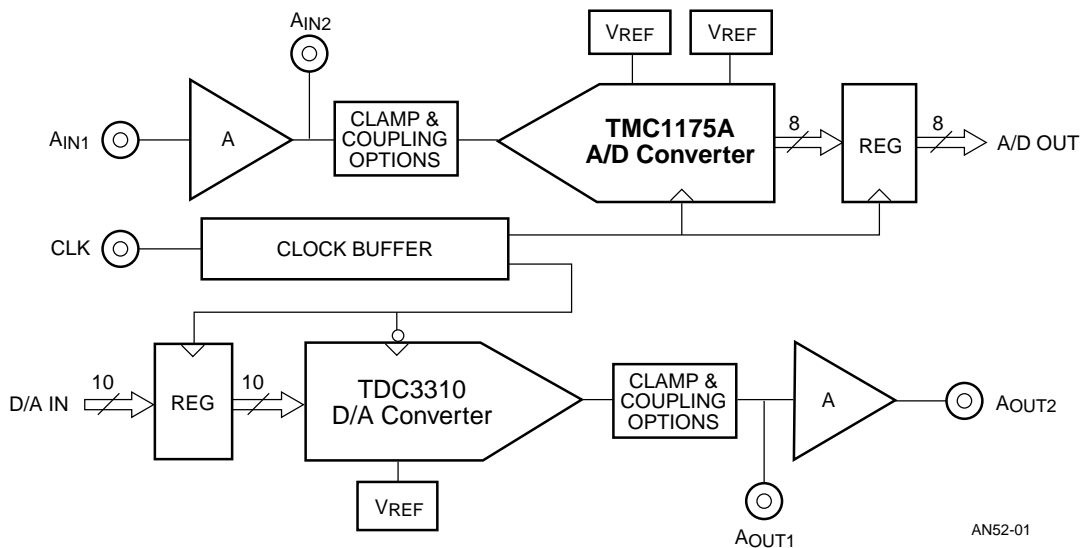 AIN2
VREF
VREF
AIN1
A
CLAMP &
COUPLING
OPTIONS
TMC1175A
A/D Converter
8
REG
8
A/D OUT
CLK
CLOCK BUFFER
D/A IN
10
REG
10
TDC3310
D/A Converter
CLAMP &
COUPLING
OPTIONS
A
AOUT2
VREF
AOUT1
AN52-01